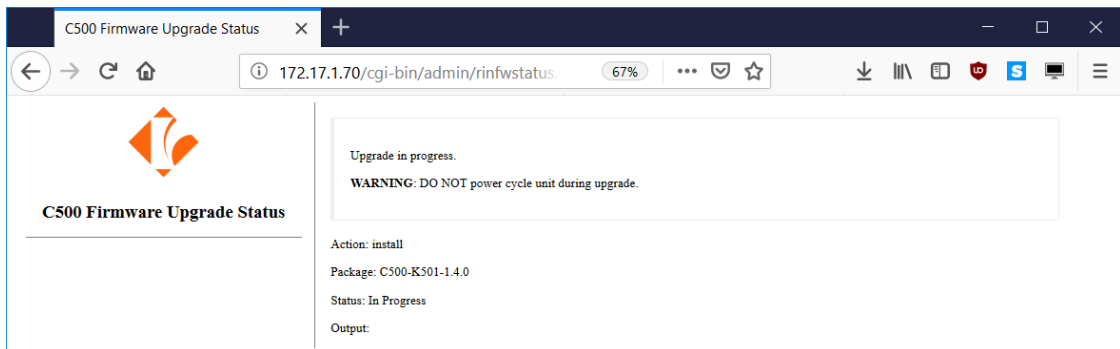 C500 Firmware Upgrade Status
172.17.1.70/cgi-bin/admin/rinfwstatus.
67%
C500 Firmware Upgrade Status
Upgrade in progress.
WARNING: DO NOT power cycle unit during upgrade.
Action: install
Package: C500-K501-1.4.0
Status: In Progress
Output: